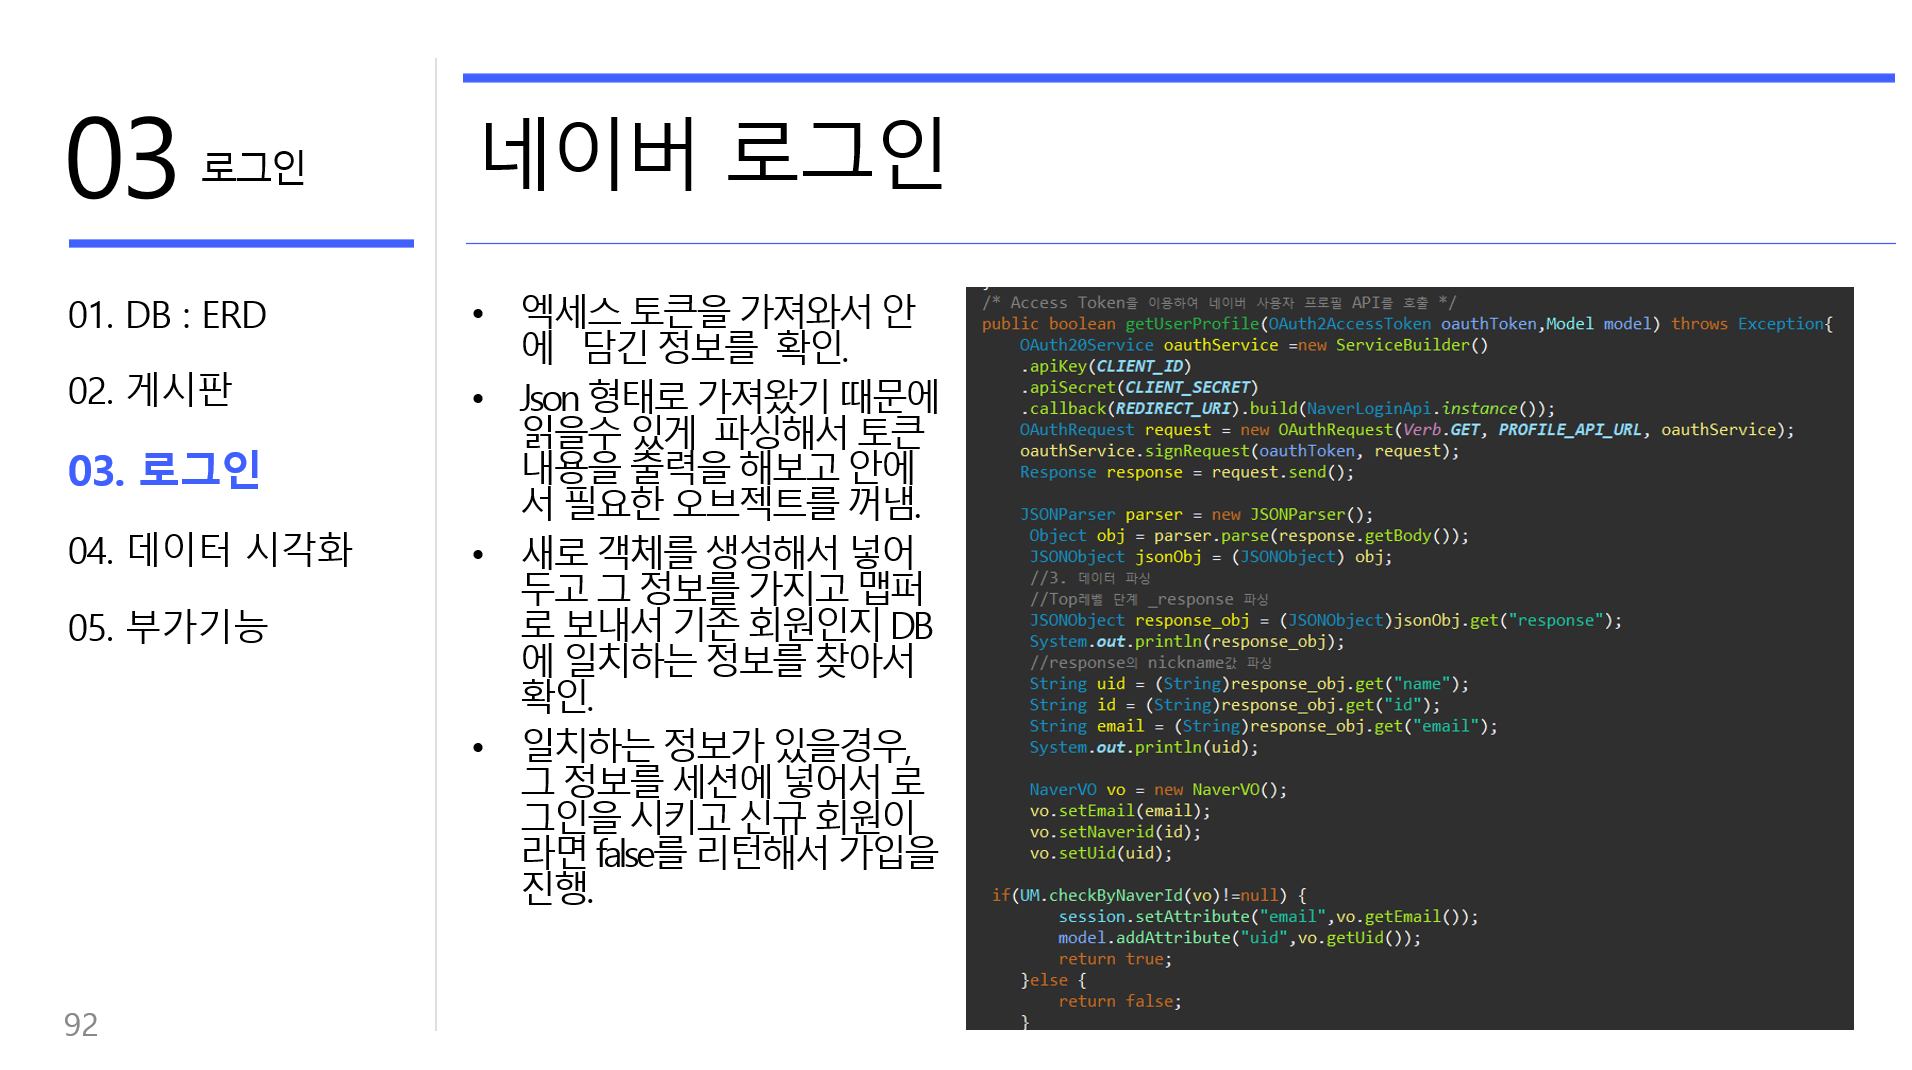 03 로그인
01. DB : ERD
02. 게시판
03. 로그인
04. 데이터 시각화
05. 부가기능
92
네이버 로그인
• 엑세스 토큰을 가져와서 안
에 담긴 정보를 확인.
• Json 형태로 가져왔기 때문에
읽을수 있게 파싱해서 토큰
내용을 출력을 해보고 안에
서 필요한 오브젝트를 꺼냄.
• 새로 객체를 생성해서 넣어
두고 그 정보를 가지고 맵퍼
로 보내서 기존 회원인지 DB
에 일치하는 정보를 찾아서
확인.
• 일치하는 정보가 있을경우,
그 정보를 세션에 넣어서 로
그인을 시키고 신규 회원이
라면 false를 리턴해서 가입을
진행.
/* Access Token을 이용하여 네이버 사용자 프로필 API를 호출 */
public boolean getUserProfile(OAuth2AccessToken oauthToken,Model model) throws Exception{
OAuth20Service oauthService =new ServiceBuilder()
.apiKey(CLIENT_ID)
.apiSecret(CLIENT_SECRET)
.callback(REDIRECT_URI).build(NaverLoginApi.instance());
OAuthRequest request = new OAuthRequest(Verb.GET, PROFILE_API_URL, oauthService);
oauthService.signRequest(oauthToken, request);
Response response = request.send();
JSONParser parser = new JSONParser();
Object obj = parser.parse(response.getBody());
JSONObject jsonObj = (JSONObject) obj;
//3. 데이터 파싱
//Top레벨 단계 _response 파싱
JSONObject response_obj = (JSONObject)jsonObj.get("response");
System.out.println(response_obj);
//response의 nickname값 파싱
String uid = (String)response_obj.get("name");
String id = (String)response_obj.get("id");
String email = (String)response_obj.get("email");
System.out.println(uid);
NaverVO vo = new NaverVO();
vo.setEmail(email);
vo.setNaverid(id);
vo.setUid(uid);
if(UM.checkByNaverId(vo)!=null) {
session.setAttribute("email",vo.getEmail());
model.addAttribute("uid",vo.getUid());
return true;
}else {
return false;
}